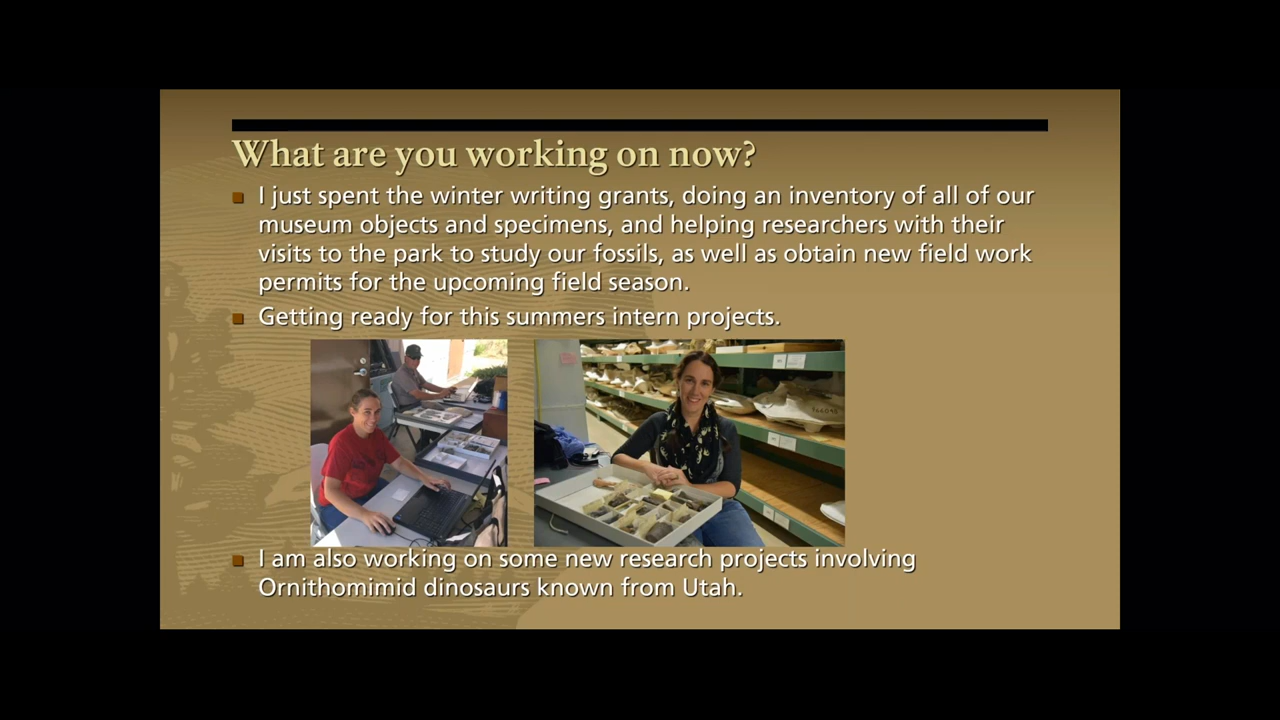 What are you working on now?
I just spent the winter writing grants, doing an inventory of all of our
museum objects and specimens, and helping researchers with their
visits to the park to study our fossils, as well as obtain new field work
permits for the upcoming field season.
Getting ready for this summers intern projects.
I am also working on some new research projects involving
Ornithomimid dinosaurs known from Utah.